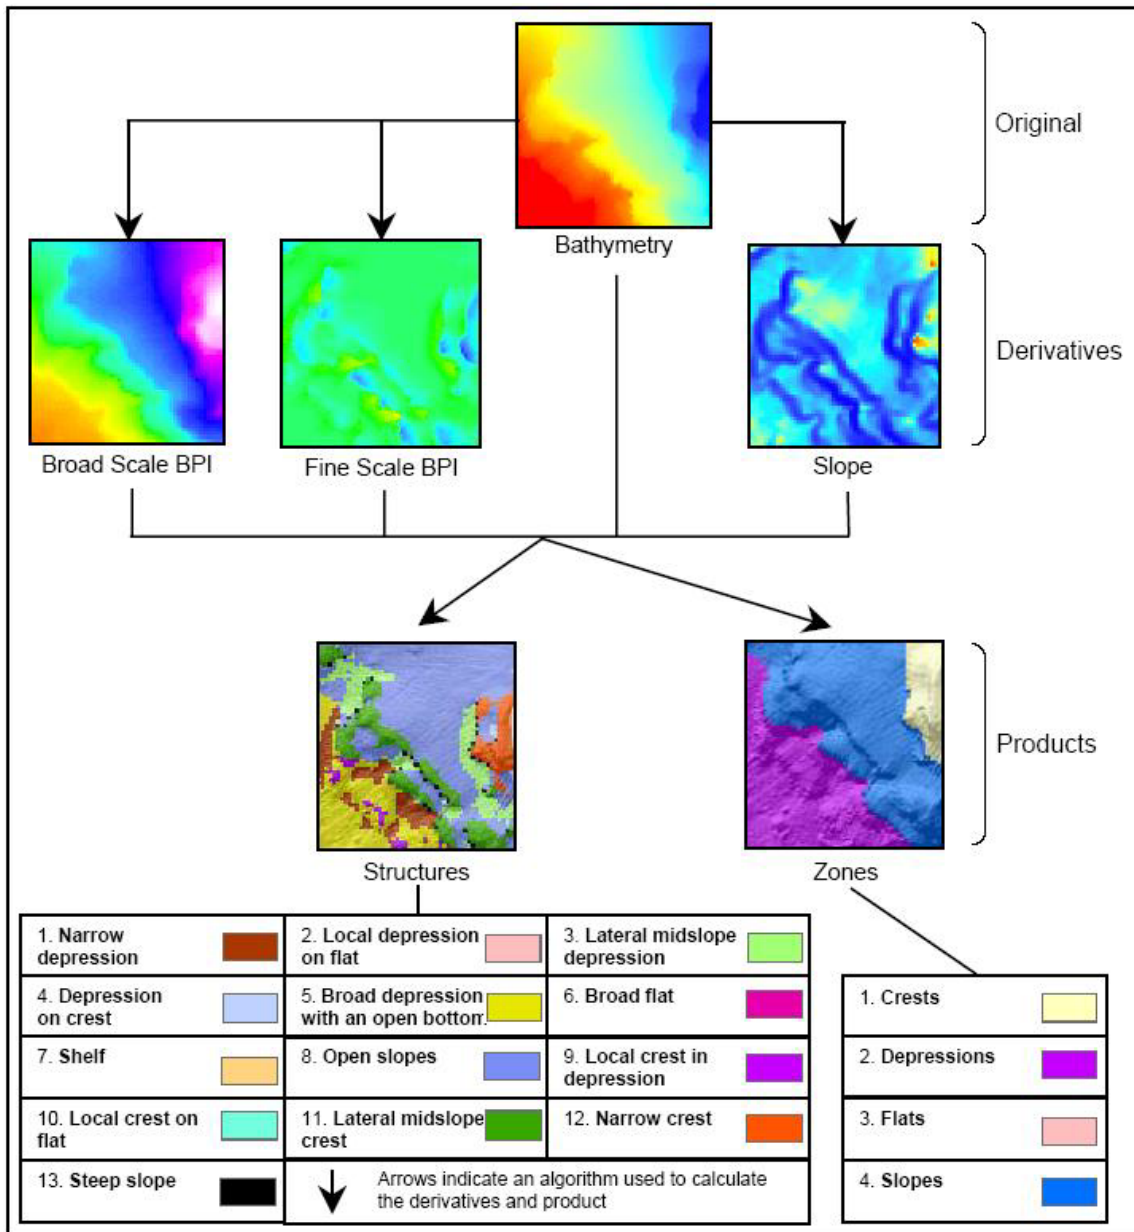 Original
Bathymetry
Derivatives
Broad Scale BPI
Fine Scale BPI
Slope
Products
Structures
Zones
1. Narrow
depression
2. Local depression
on flat
3. Lateral midslope
depression
4. Depression
on crest
5. Broad depression
with an open bottom.
6. Broad flat
7. Shelf
8. Open slopes
9. Local crest in
depression
10. Local crest on
flat
11. Lateral midslope
crest
12. Narrow crest
13. Steep slope
Arrows indicate an algorithm used to calculate
the derivatives and product
1. Crests
2. Depressions
3. Flats
4. Slopes